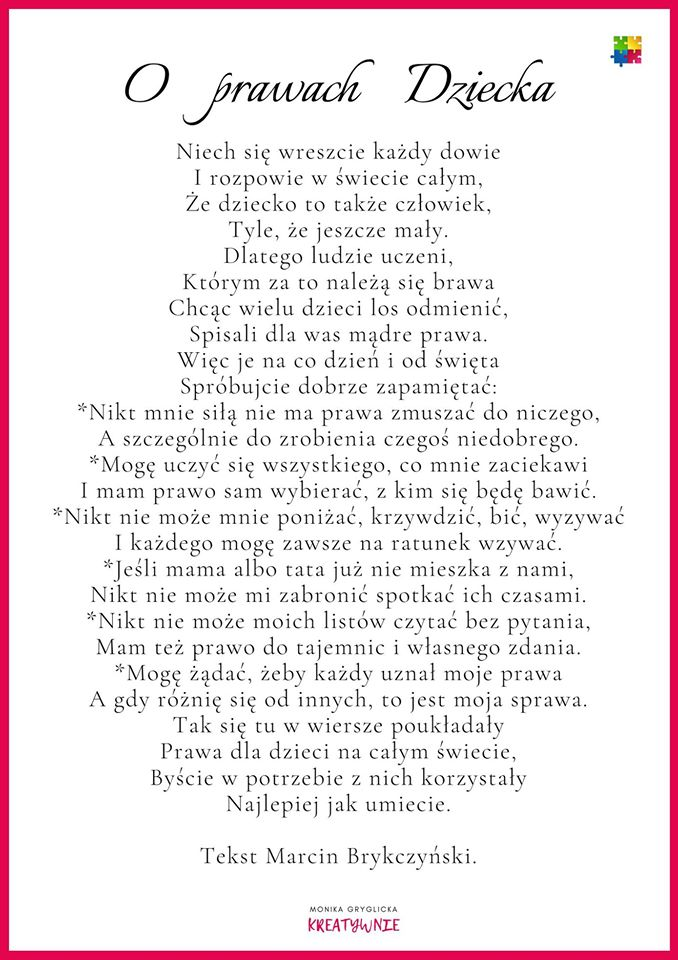 O prawach Dziecka
Niech się wreszcie każdy dowie
I rozpowie w świecie całym,
Że dziecko to także człowiek,
Tyle, że jeszcze mały.
Dlatego ludzie uczeni,
Którym za to należą się brawa
Chcąc wielu dzieci los odmienić,
Spisali dla was mądre prawa.
Więc je na co dzień i od święta
Spróbujcie dobrze zapamiętać:
*Nikt mnie siłą nie ma prawa zmuszać do niczego,
A szczególnie do zrobienia czegoś niedobrego.
*Mogę uczyć się wszystkiego, co mnie zaciekawi
I mam prawo sam wybierać, z kim się będę bawić.
*Nikt nie może mnie poniżać, krzywdzić, bić, wyzywać
I każdego mogę zawsze na ratunek wzywać.
*Jeśli mama albo tata już nie mieszka z nami,
Nikt nie może mi zabronić spotkać ich czasami.
*Nikt nie może moich listów czytać bez pytania,
Mam też prawo do tajemnic i własnego zdania.
*Mogę żądać, żeby każdy uznał moje prawa
A gdy różnię się od innych, to jest moja sprawa.
Tak się tu w wiersze poukładały
Prawa dla dzieci na całym świecie,
Byście w potrzebie z nich korzystały
Najlepiej jak umiecie.
Tekst Marcin Brykczyński.
MONIKA GRYGLICKA
KREATYWNIE